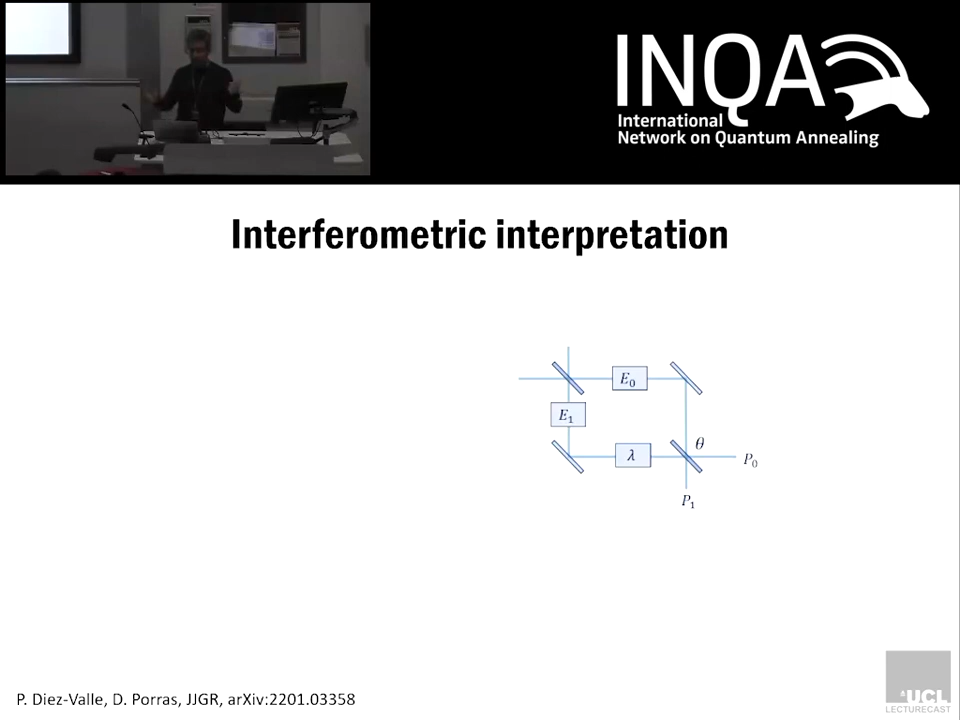 INQA
International
Network on Quantum Annealing
Interferometric interpretation
E₀
E₁
λ
θ
P₀
P₁
P. Diez-Valle, D. Porras, JJGR, arXiv:2201.03358
UCL
LECTURECAST